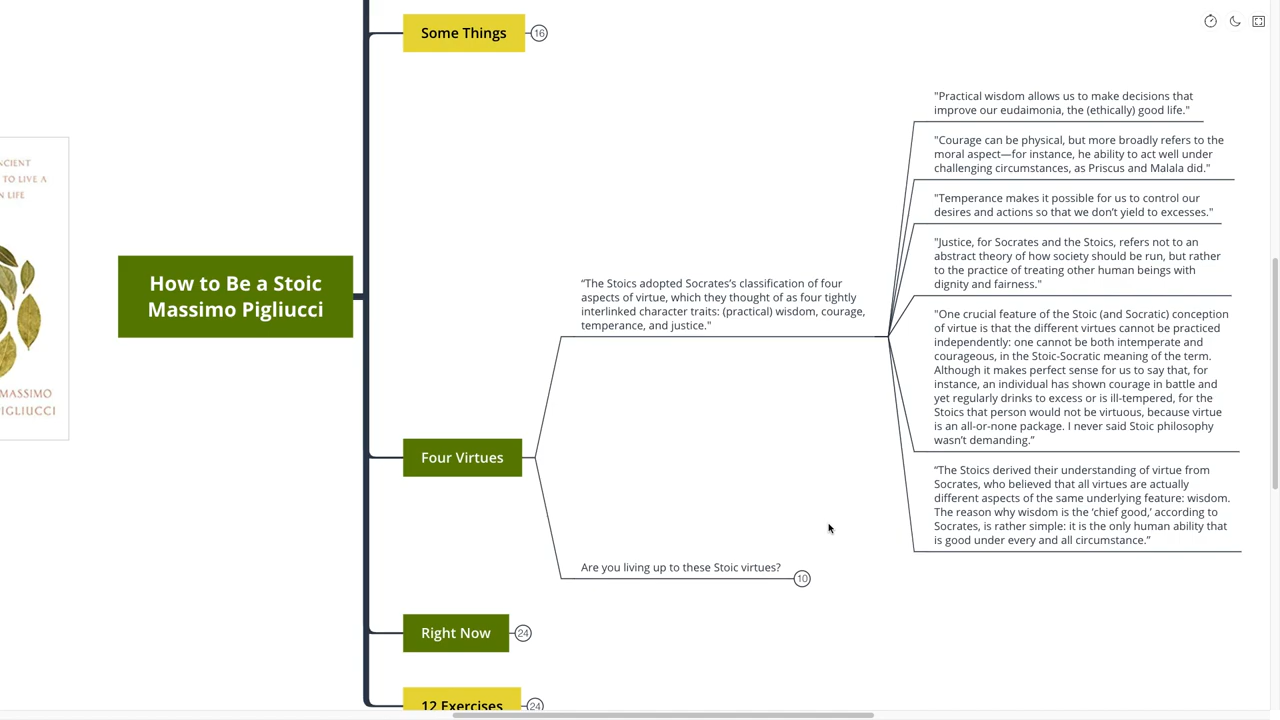 Some Things
16
NCIENT
TO LIVE A
N LIFE
MASSIMO
PIGLIUCCI
How to Be a Stoic
Massimo Pigliucci
"The Stoics adopted Socrates's classification of four
aspects of virtue, which they thought of as four tightly
interlinked character traits: (practical) wisdom, courage,
temperance, and justice."
"Practical wisdom allows us to make decisions that
improve our eudaimonia, the (ethically) good life."
"Courage can be physical, but more broadly refers to the
moral aspect—for instance, he ability to act well under
challenging circumstances, as Priscus and Malala did."
"Temperance makes it possible for us to control our
desires and actions so that we don't yield to excesses."
"Justice, for Socrates and the Stoics, refers not to an
abstract theory of how society should be run, but rather
to the practice of treating other human beings with
dignity and fairness."
"One crucial feature of the Stoic (and Socratic) conception
of virtue is that the different virtues cannot be practiced
independently: one cannot be both intemperate and
courageous, in the Stoic-Socratic meaning of the term.
Although it makes perfect sense for us to say that, for
instance, an individual has shown courage in battle and
yet regularly drinks to excess or is ill-tempered, for the
Stoics that person would not be virtuous, because virtue
is an all-or-none package. I never said Stoic philosophy
wasn't demanding."
"The Stoics derived their understanding of virtue from
Socrates, who believed that all virtues are actually
different aspects of the same underlying feature: wisdom.
The reason why wisdom is the 'chief good,' according to
Socrates, is rather simple: it is the only human ability that
is good under every and all circumstance."
Four Virtues
Are you living up to these Stoic virtues?
10
Right Now
24
12 Exercises
24